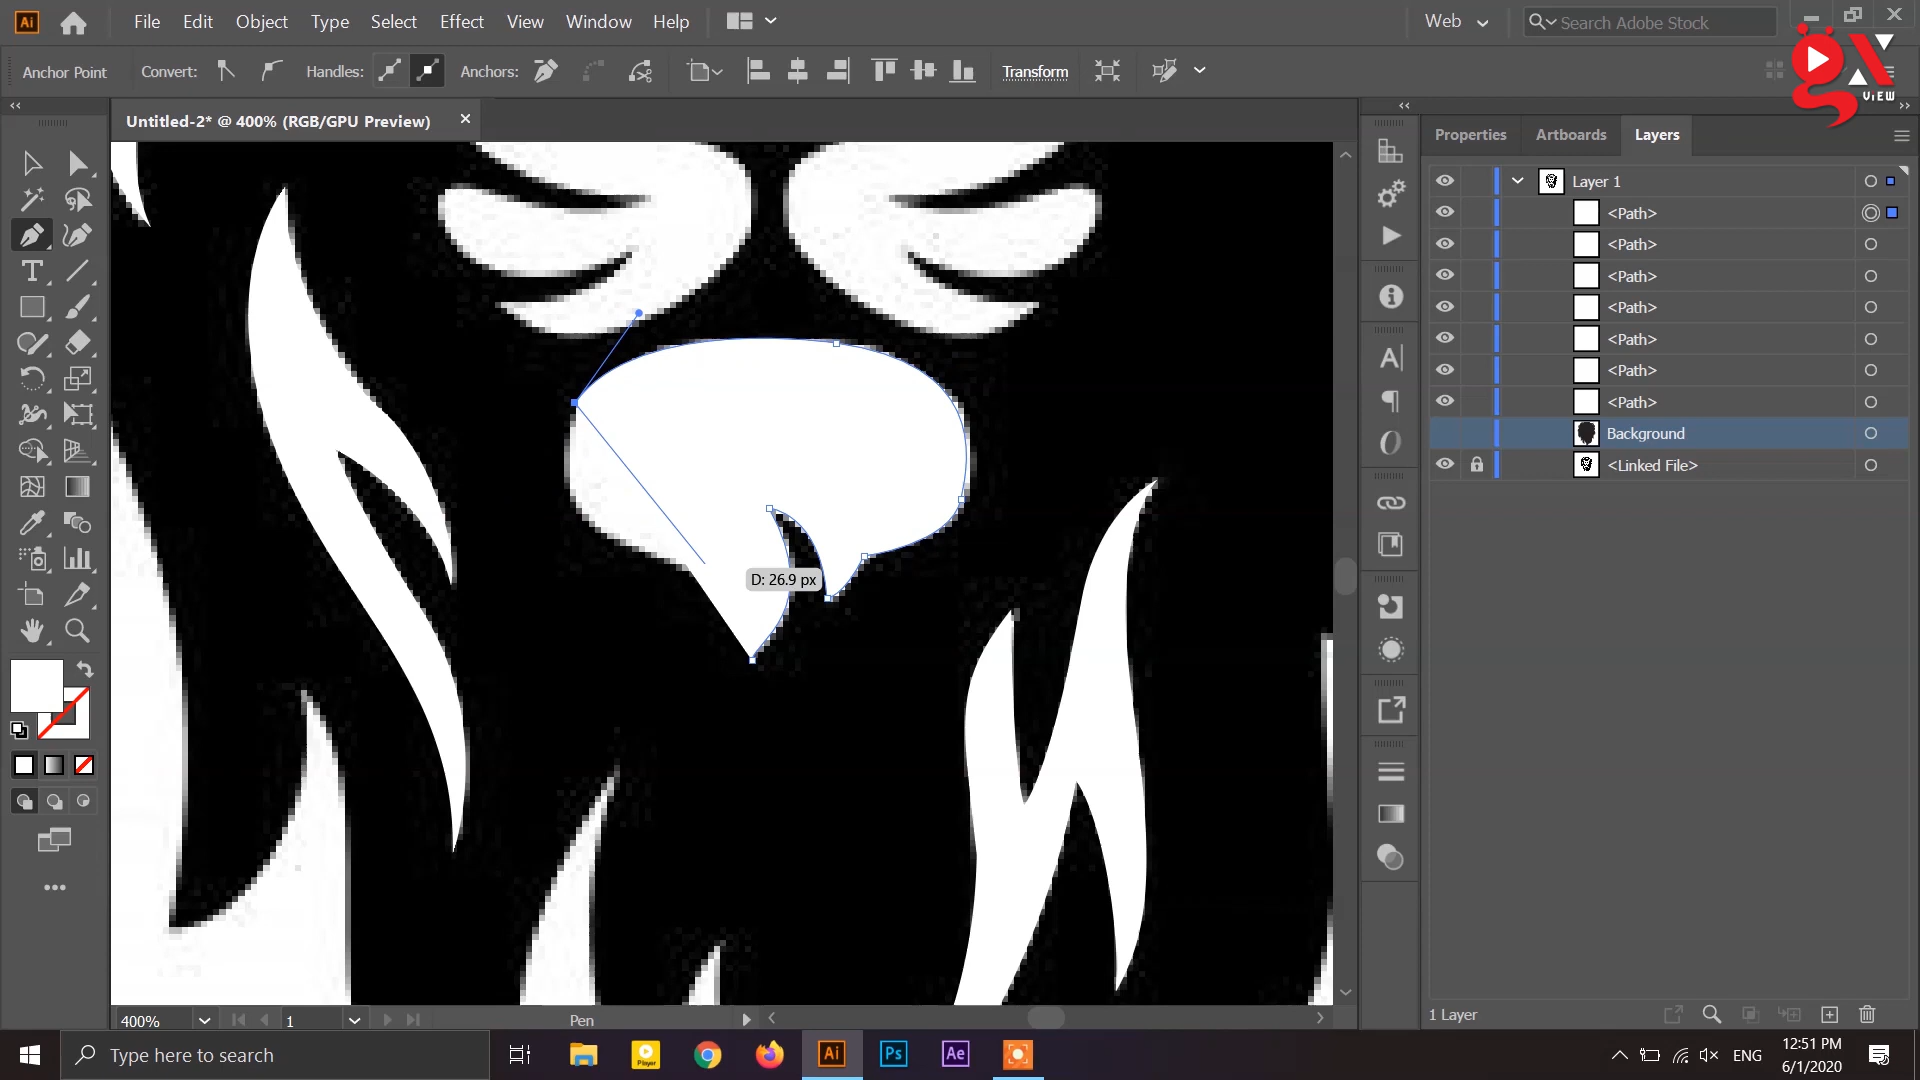 Ai File Edit Object Type Select Effect View Window Help Web Search Adobe Stock
Anchor Point Convert: Handles: Anchors: Transform
g x VIEW
Untitled-2* @ 400% (RGB/GPU Preview)
Properties Artboards Layers
Layer 1
<Path>
<Path>
<Path>
<Path>
<Path>
<Path>
<Path>
Background
<Linked File>
D: 26.9 px
400% 1 Pen
1 Layer
Type here to search
Player
Ai Ps Ae
ENG
12:51 PM
6/1/2020